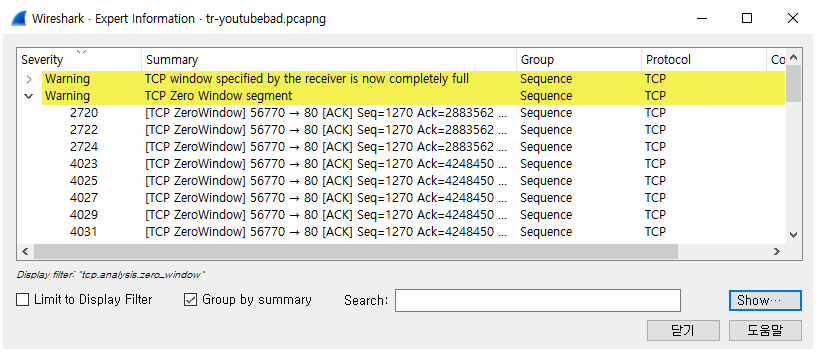 Wireshark · Expert Information · tr-youtubebad.pcapng
Severity Summary Group Protocol Co
Warning TCP window specified by the receiver is now completely full Sequence TCP
Warning TCP Zero Window segment Sequence TCP
2720 [TCP ZeroWindow] 56770 → 80 [ACK] Seq=1270 Ack=2883562 ... Sequence TCP
2722 [TCP ZeroWindow] 56770 → 80 [ACK] Seq=1270 Ack=2883562 ... Sequence TCP
2724 [TCP ZeroWindow] 56770 → 80 [ACK] Seq=1270 Ack=2883562 ... Sequence TCP
4023 [TCP ZeroWindow] 56770 → 80 [ACK] Seq=1270 Ack=4248450 ... Sequence TCP
4025 [TCP ZeroWindow] 56770 → 80 [ACK] Seq=1270 Ack=4248450 ... Sequence TCP
4027 [TCP ZeroWindow] 56770 → 80 [ACK] Seq=1270 Ack=4248450 ... Sequence TCP
4029 [TCP ZeroWindow] 56770 → 80 [ACK] Seq=1270 Ack=4248450 ... Sequence TCP
4031 [TCP ZeroWindow] 56770 → 80 [ACK] Seq=1270 Ack=4248450 ... Sequence TCP
Display filter: "tcp.analysis.zero_window"
Limit to Display Filter Group by summary Search: Show···
닫기 도움말